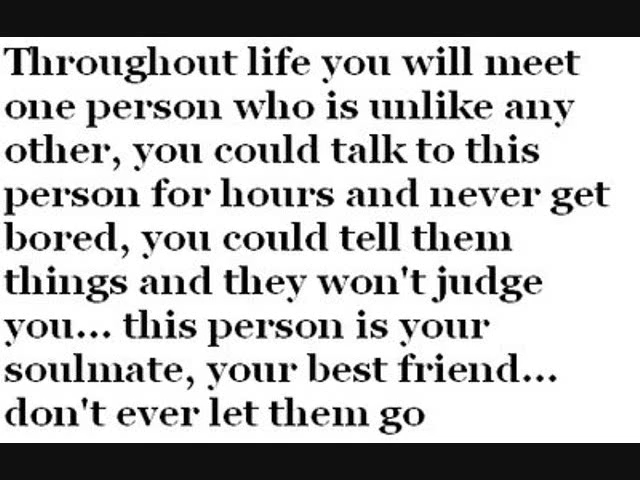 Throughout life you will meet
one person who is unlike any
other, you could talk to this
person for hours and never get
bored, you could tell them
things and they won't judge
you... this person is your
soulmate, your best friend...
don't ever let them go